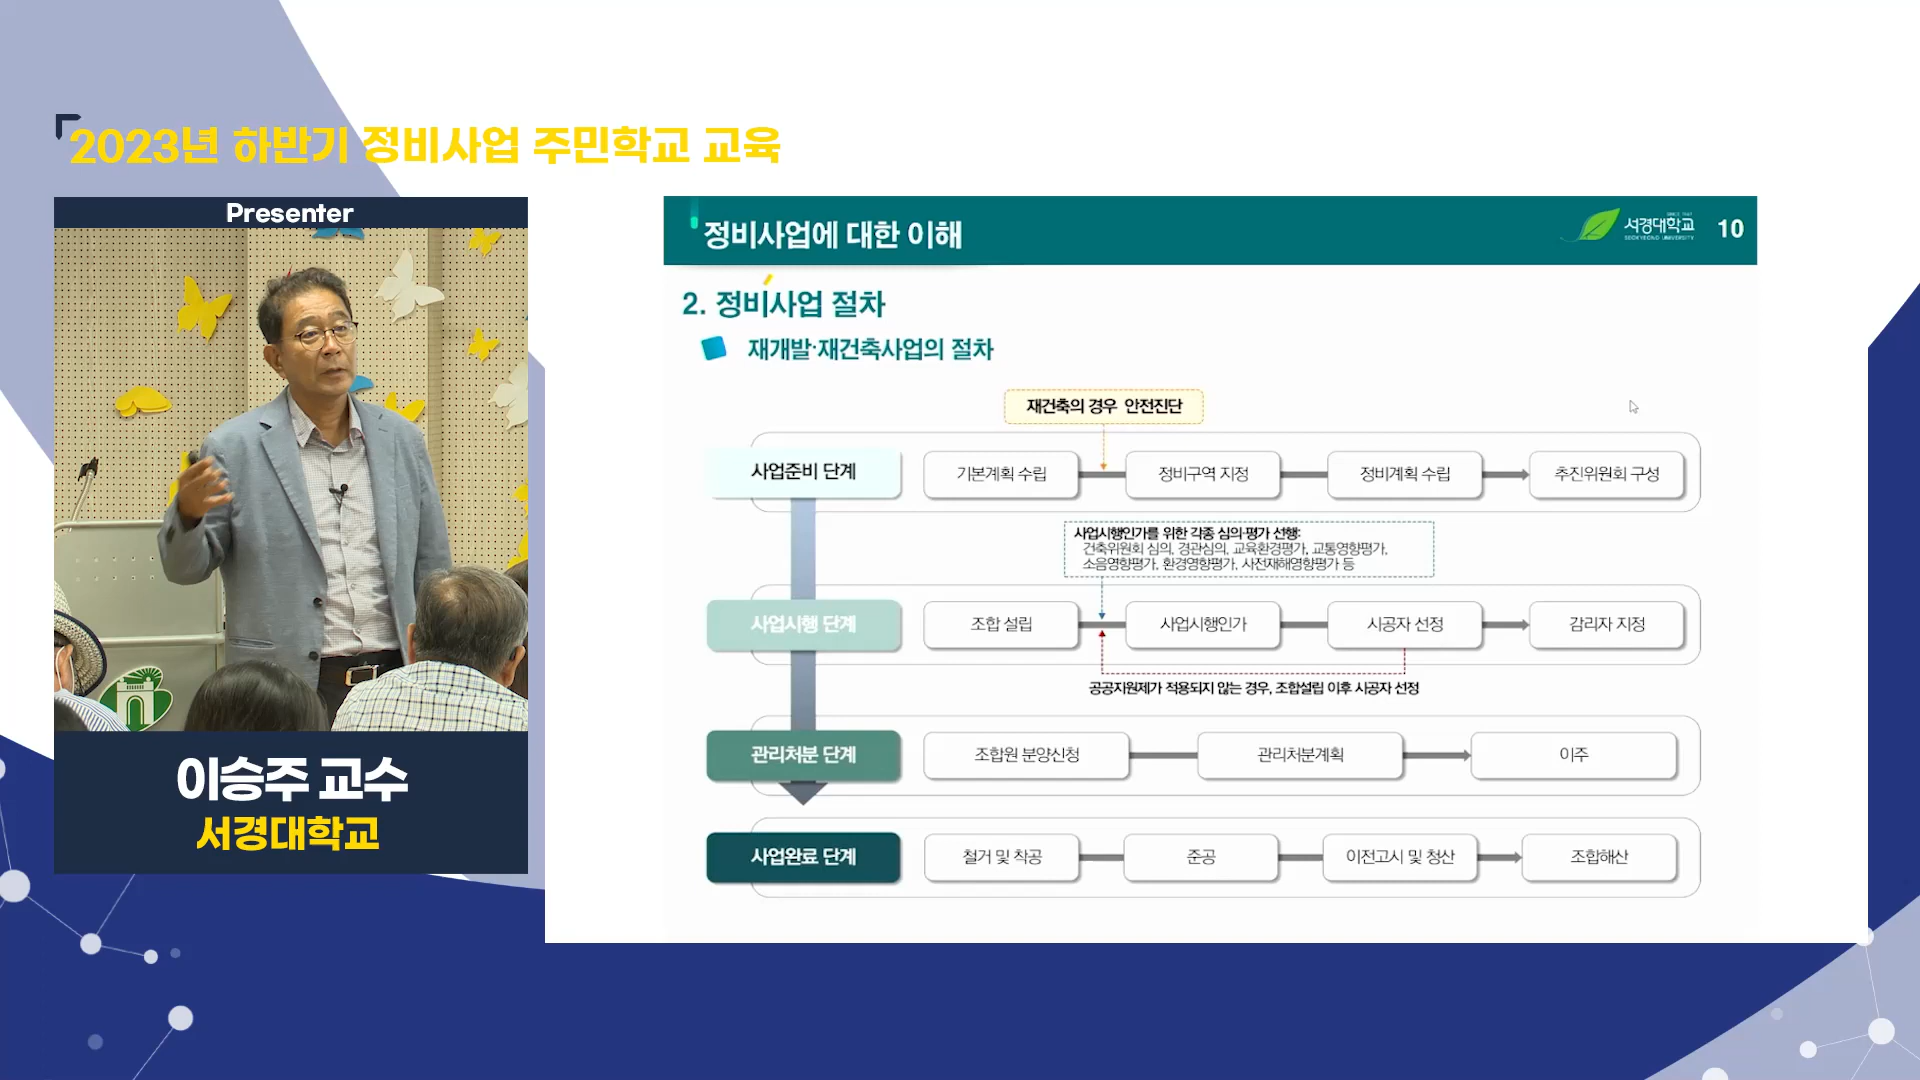 2023년 하반기 정비사업 주민학교 교육
Presenter
이승주 교수
서경대학교
정비사업에 대한 이해
서경대학교
SEOKYEONG UNIVERSITY
10
2. 정비사업 절차
재개발·재건축사업의 절차
재건축의 경우 안전진단
사업준비 단계
기본계획 수립
정비구역 지정
정비계획 수립
추진위원회 구성
사업시행인가를 위한 각종 심의·평가 선행:
건축위원회 심의, 경관심의, 교육환경평가, 교통영향평가,
소음영향평가, 환경영향평가, 사전재해영향평가 등
사업시행 단계
조합 설립
사업시행인가
시공자 선정
감리자 지정
공공지원제가 적용되지 않는 경우, 조합설립 이후 시공자 선정
관리처분 단계
조합원 분양신청
관리처분계획
이주
사업완료 단계
철거 및 착공
준공
이전고시 및 청산
조합해산